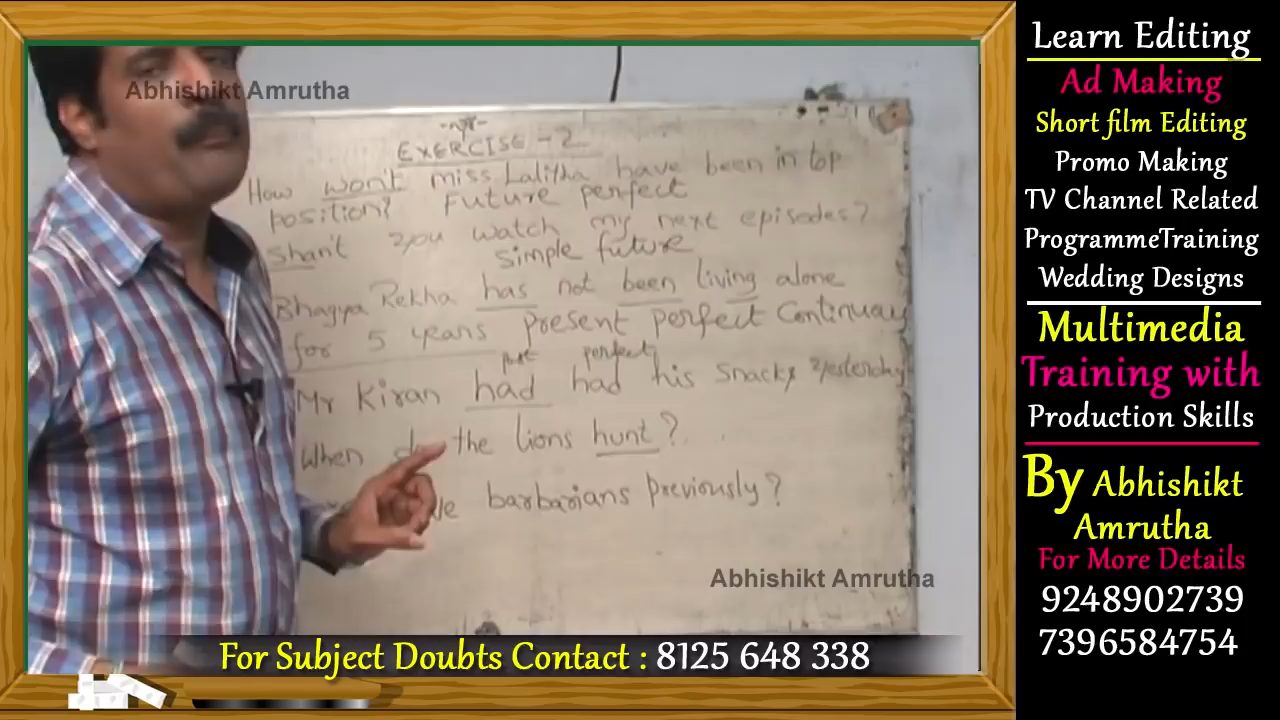 Abhishikt Amrutha
EXERCISE - 2
How won't miss Lalitha have been in top
position? Future perfect
shan't you watch my next episodes?
simple future
Bhagya Rekha has not been living alone
for 5 years present perfect Continuous
past perfect
Mr Kiran had had his snacks yesterday
When the lions hunt?
barbarians previously?
Abhishikt Amrutha
For Subject Doubts Contact : 8125 648 338
Learn Editing
Ad Making
Short film Editing
Promo Making
TV Channel Related
ProgrammeTraining
Wedding Designs
Multimedia
Training with
Production Skills
By Abhishikt
Amrutha
For More Details
9248902739
7396584754